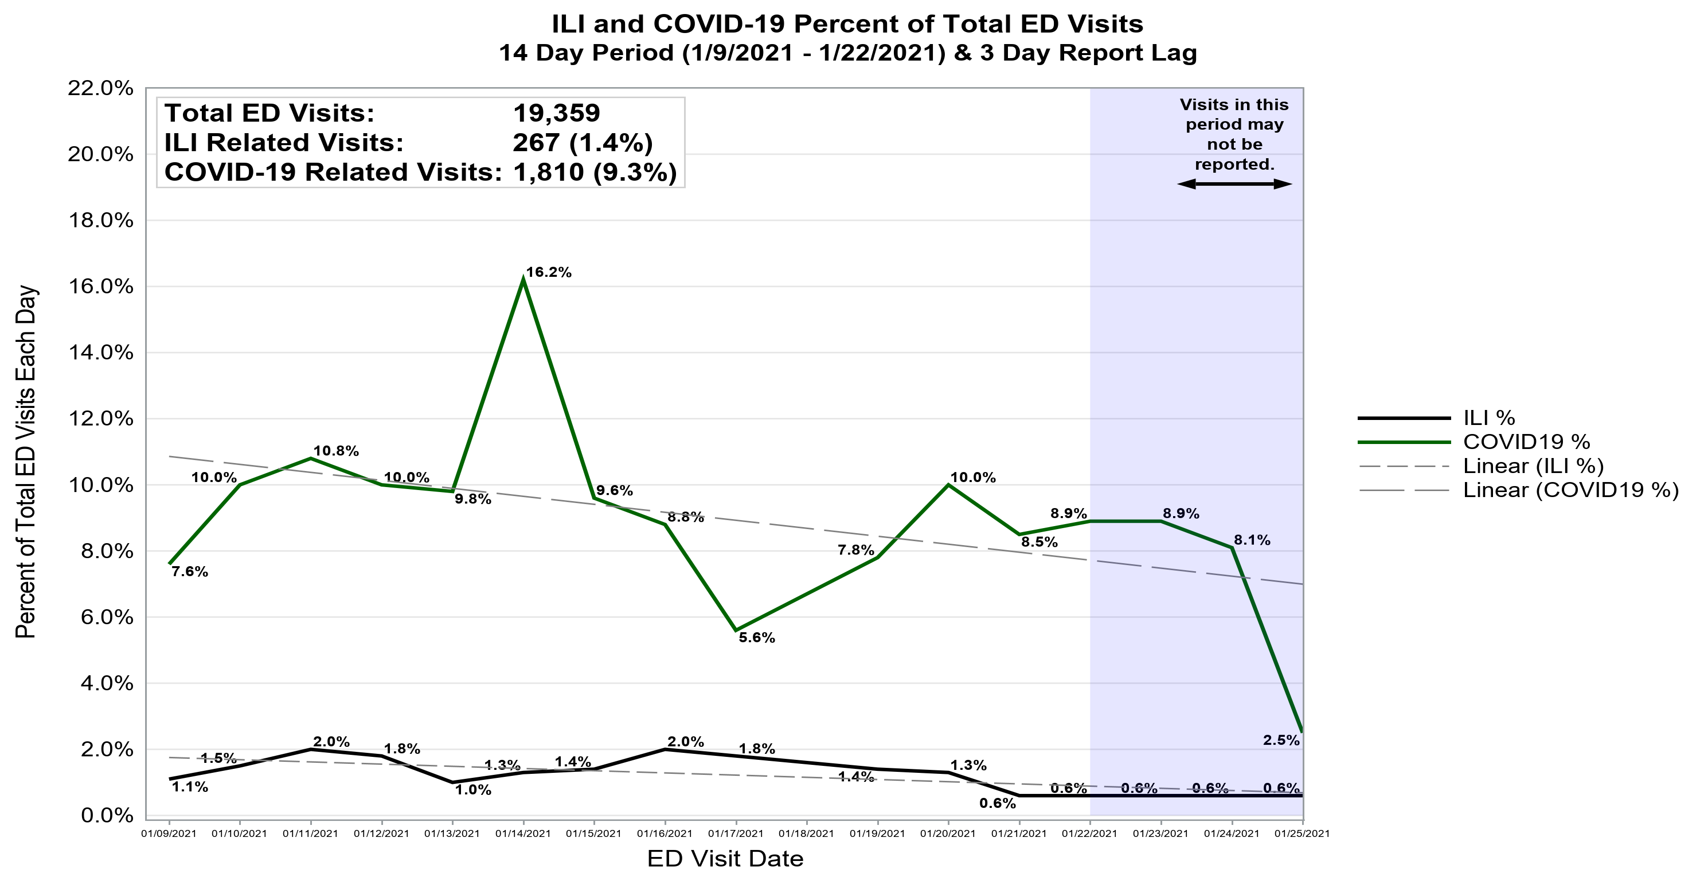 ILI and COVID-19 Percent of Total ED Visits
14 Day Period (1/9/2021 - 1/22/2021) & 3 Day Report Lag
Percent of Total ED Visits Each Day
22.0%
20.0%
18.0%
16.0%
14.0%
12.0%
10.0%
8.0%
6.0%
4.0%
2.0%
0.0%
Total ED Visits: 19,359
ILI Related Visits: 267 (1.4%)
COVID-19 Related Visits: 1,810 (9.3%)
Visits in this
period may
not be
reported.
7.6%
10.0%
10.8%
10.0%
9.8%
16.2%
9.6%
8.8%
5.6%
7.8%
10.0%
8.5%
8.9%
8.9%
8.1%
2.5%
1.1%
1.5%
2.0%
1.8%
1.0%
1.3%
1.4%
2.0%
1.8%
1.4%
1.3%
0.6%
0.6%
0.6%
0.6%
0.6%
01/09/2021 01/10/2021 01/11/2021 01/12/2021 01/13/2021 01/14/2021 01/15/2021 01/16/2021 01/17/2021 01/18/2021 01/19/2021 01/20/2021 01/21/2021 01/22/2021 01/23/2021 01/24/2021 01/25/2021
ED Visit Date
ILI %
COVID19 %
Linear (ILI %)
Linear (COVID19 %)